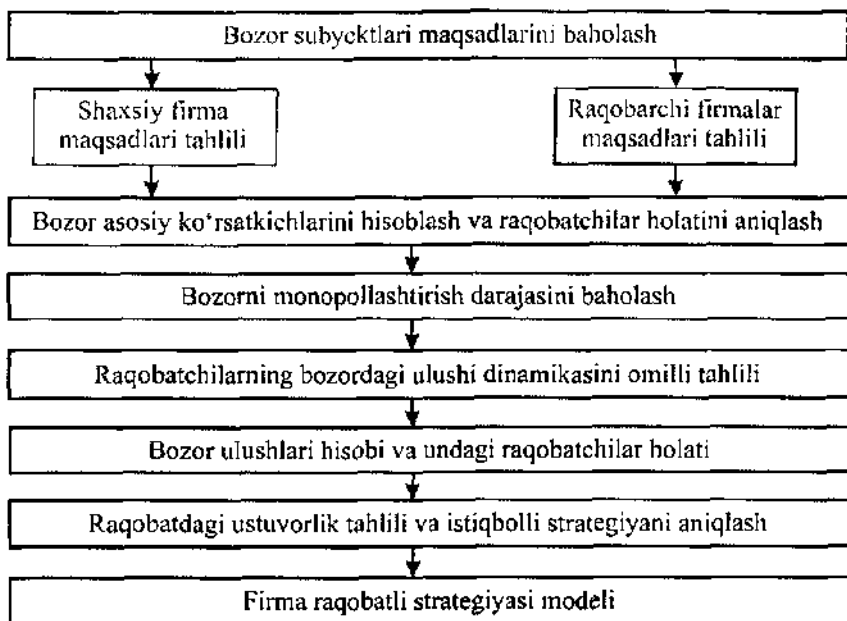 Bozor subycktlari maqsadlarini baholash
Shaxsiy firma
maqsadlari tahlili
Raqobarchi firmalar
maqsadlari tahlili
Bozor asosiy ko‘rsatkichlarini hisoblash va raqobatchilar holatini aniqlash
Bozorni monopollashtirish darajasini baholash
Raqobatchilarning bozordagi ulushi dinamikasini omilli tahlili
Bozor ulushlari hisobi va undagi raqobatchilar holati
Raqobatdagi ustuvorlik tahlili va istiqbolli strategiyani aniqlash
Firma raqobatli strategiyasi modeli